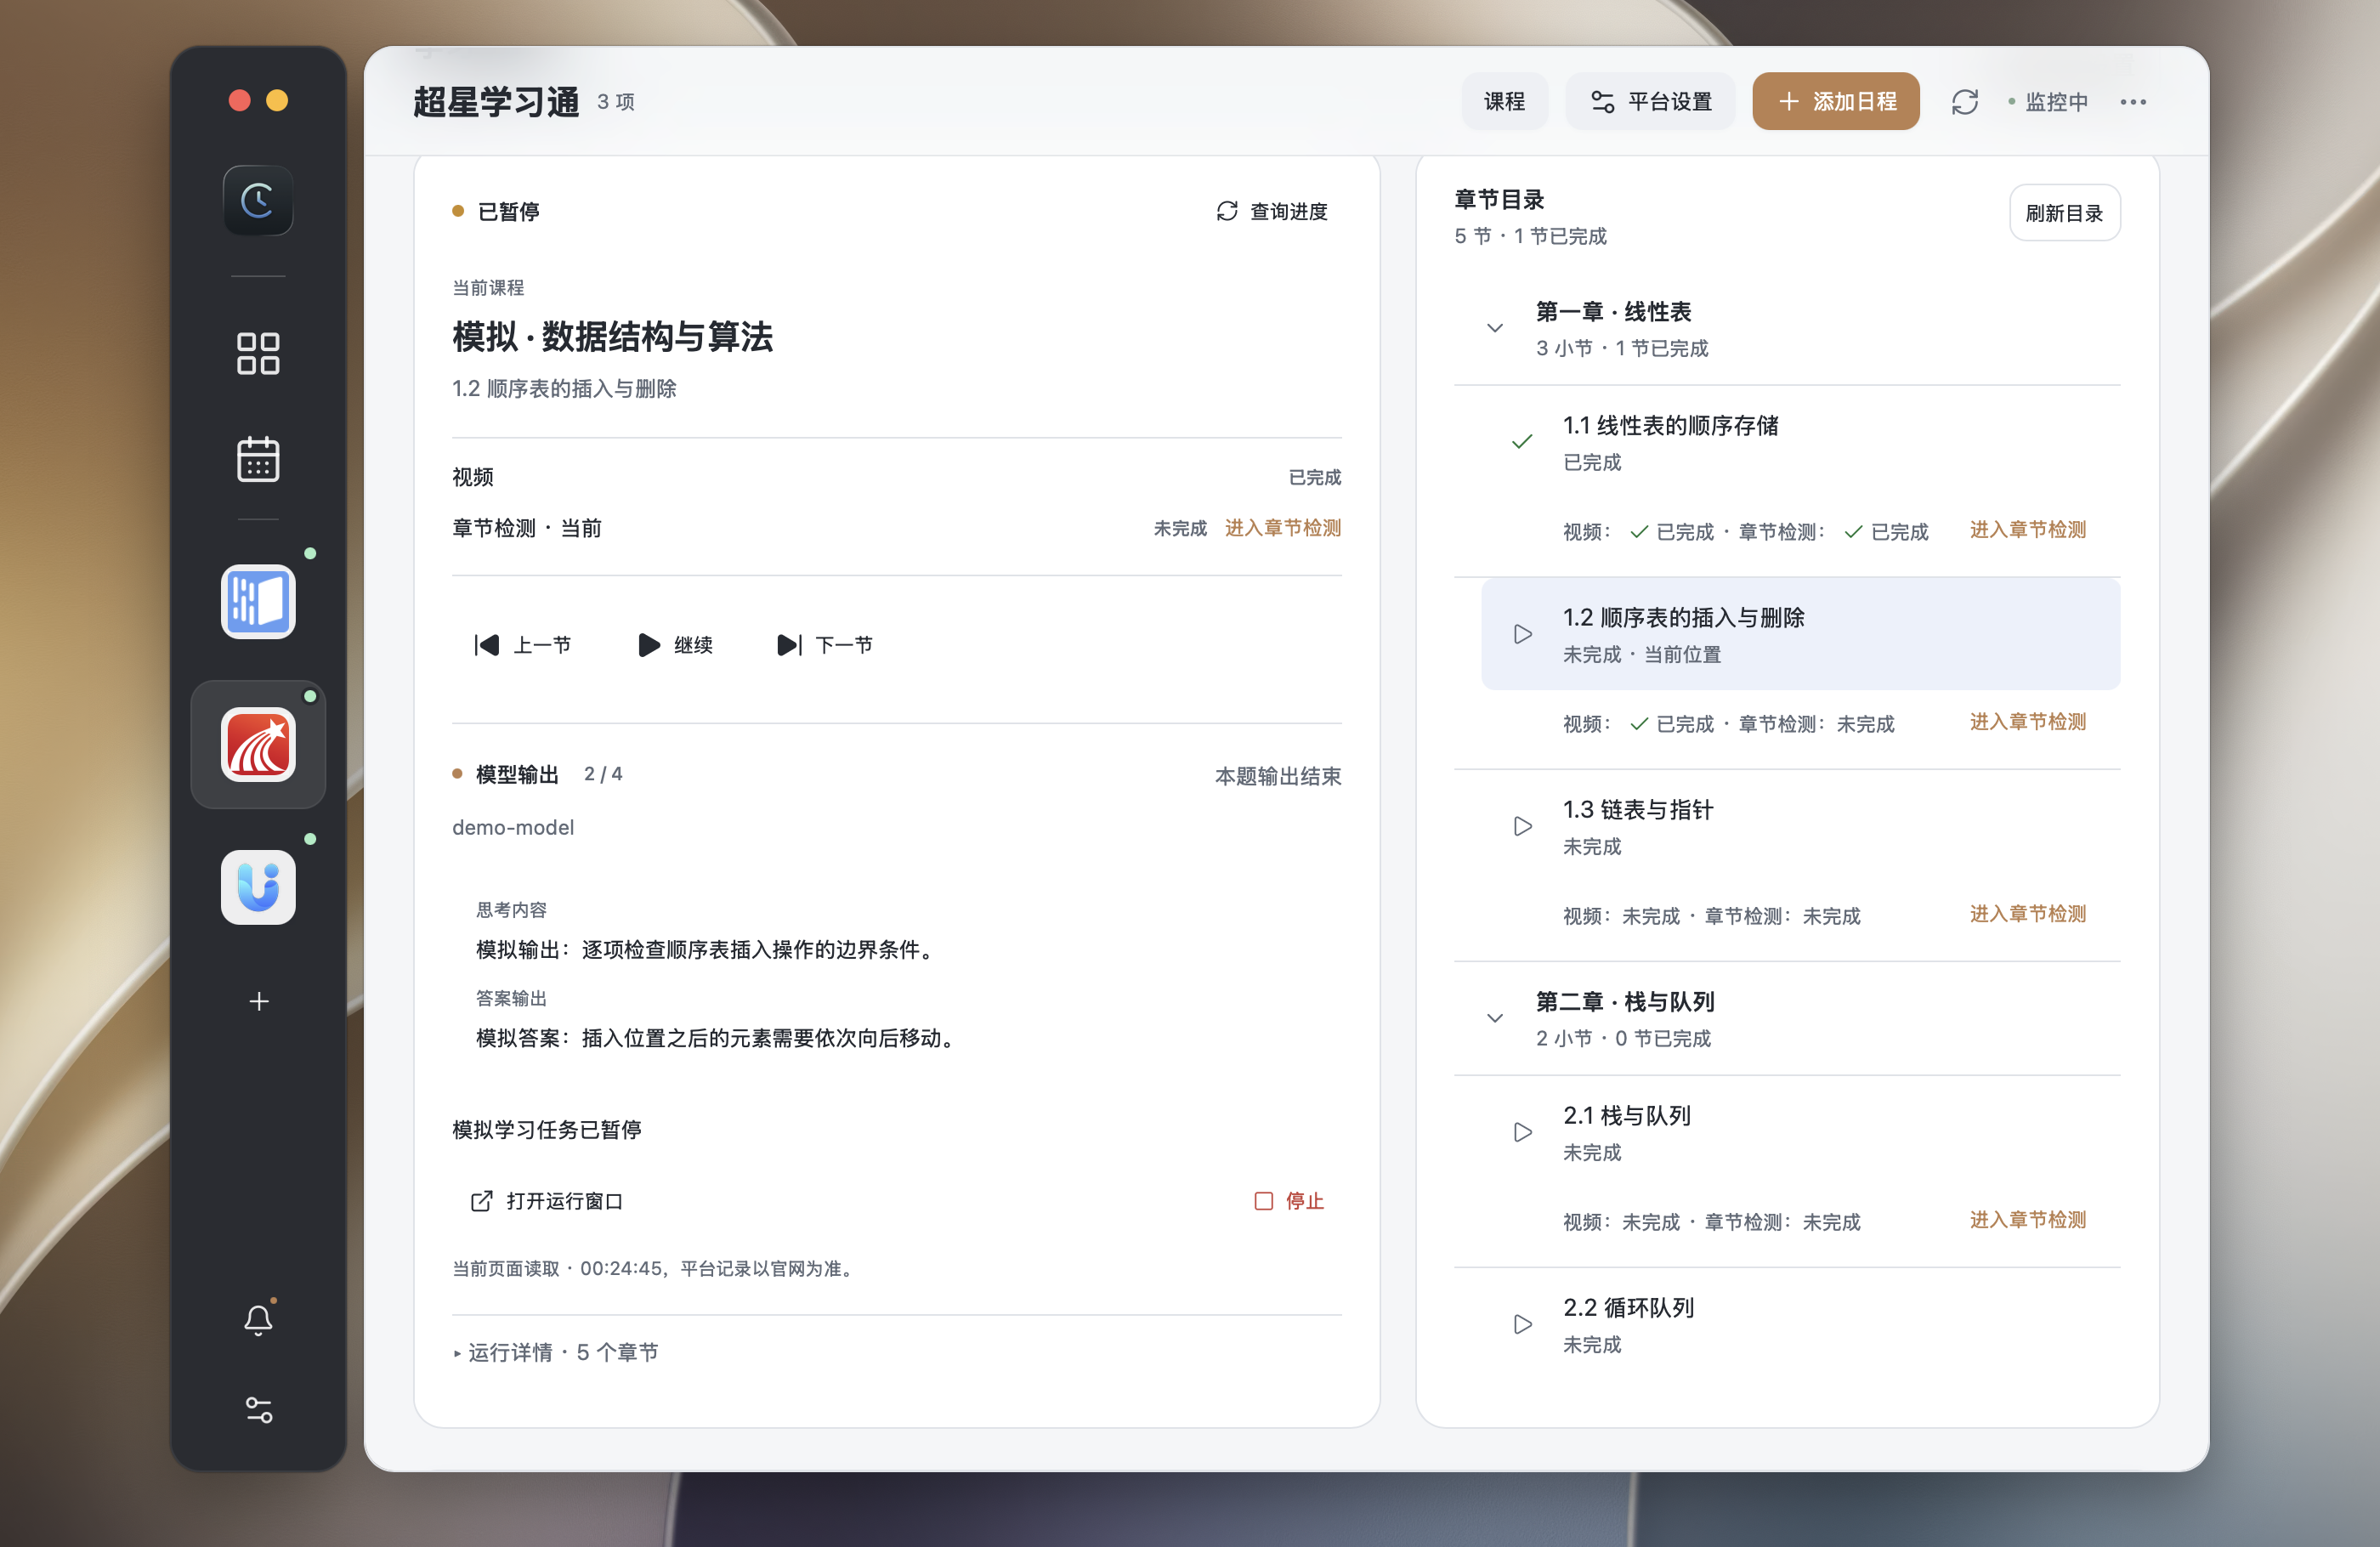 超星学习通 3 项
课程
平台设置
添加日程
监控中
已暂停
查询进度
当前课程
模拟 · 数据结构与算法
1.2 顺序表的插入与删除
视频
已完成
章节检测 · 当前
未完成 进入章节检测
上一节
继续
下一节
模型输出 2 / 4
本题输出结束
demo-model
思考内容
模拟输出：逐项检查顺序表插入操作的边界条件。
答案输出
模拟答案：插入位置之后的元素需要依次向后移动。
模拟学习任务已暂停
打开运行窗口
停止
当前页面读取 · 00:24:45，平台记录以官网为准。
运行详情 · 5 个章节
章节目录
5 节 · 1 节已完成
刷新目录
第一章 · 线性表
3 小节 · 1 节已完成
1.1 线性表的顺序存储
已完成
视频： 已完成 · 章节检测： 已完成 进入章节检测
1.2 顺序表的插入与删除
未完成 · 当前位置
视频： 已完成 · 章节检测：未完成 进入章节检测
1.3 链表与指针
未完成
视频：未完成 · 章节检测：未完成 进入章节检测
第二章 · 栈与队列
2 小节 · 0 节已完成
2.1 栈与队列
未完成
视频：未完成 · 章节检测：未完成 进入章节检测
2.2 循环队列
未完成